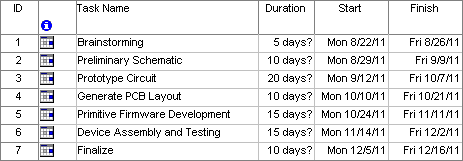 ID Task Name Duration Start Finish
1 Brainstorming 5 days? Mon 8/22/11 Fri 8/26/11
2 Preliminary Schematic 10 days? Mon 8/29/11 Fri 9/9/11
3 Prototype Circuit 20 days? Mon 9/12/11 Fri 10/7/11
4 Generate PCB Layout 10 days? Mon 10/10/11 Fri 10/21/11
5 Primitive Firmware Development 15 days? Mon 10/24/11 Fri 11/11/11
6 Device Assembly and Testing 15 days? Mon 11/14/11 Fri 12/2/11
7 Finalize 10 days? Mon 12/5/11 Fri 12/16/11